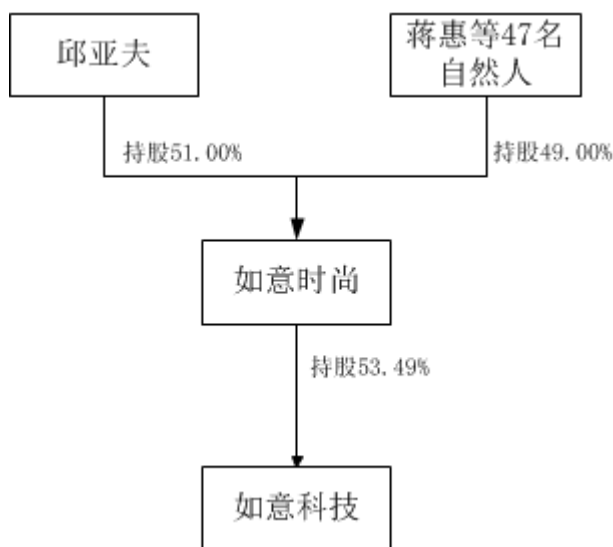 邱亚夫
蒋惠等47名
自然人
持股51.00%
持股49.00%
如意时尚
持股53.49%
如意科技